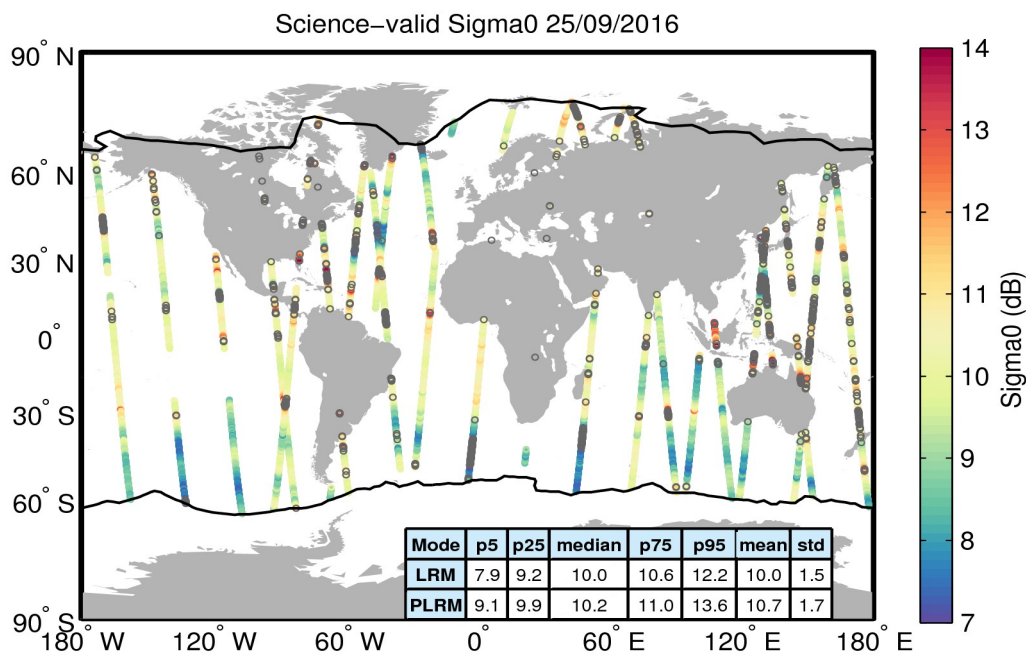 Science−valid Sigma0 25/09/2016
90° N
60° N
30° N
0°
30° S
60° S
90° S
180° W
120° W
60° W
0°
60° E
120° E
180° E
Mode p5 p25 median p75 p95 mean std
LRM 7.9 9.2 10.0 10.6 12.2 10.0 1.5
PLRM 9.1 9.9 10.2 11.0 13.6 10.7 1.7
14
13
12
11
10
9
8
7
Sigma0 (dB)